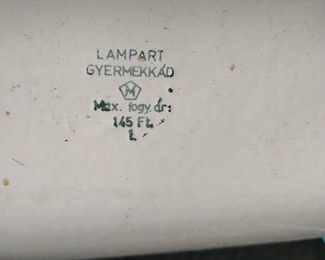 LAMPART
GYERMEKKÁD
M
Max. fogy. ár:
145 Ft.
L